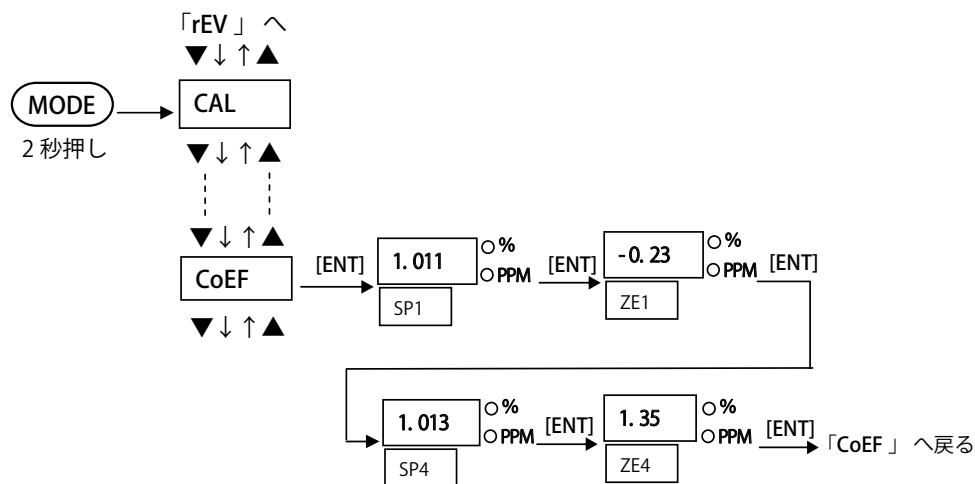 「rEV」 へ
▼↓ ↑▲
MODE
CAL
2 秒押し
▼↓ ↑▲
▼↓ ↑▲
CoEF
[ENT]
1. 011
○%
○PPM
SP1
[ENT]
-0. 23
○%
○PPM
ZE1
[ENT]
▼↓ ↑▲
1. 013
○%
○PPM
SP4
[ENT]
1. 35
○%
○PPM
ZE4
[ENT]
「CoEF」 へ戻る